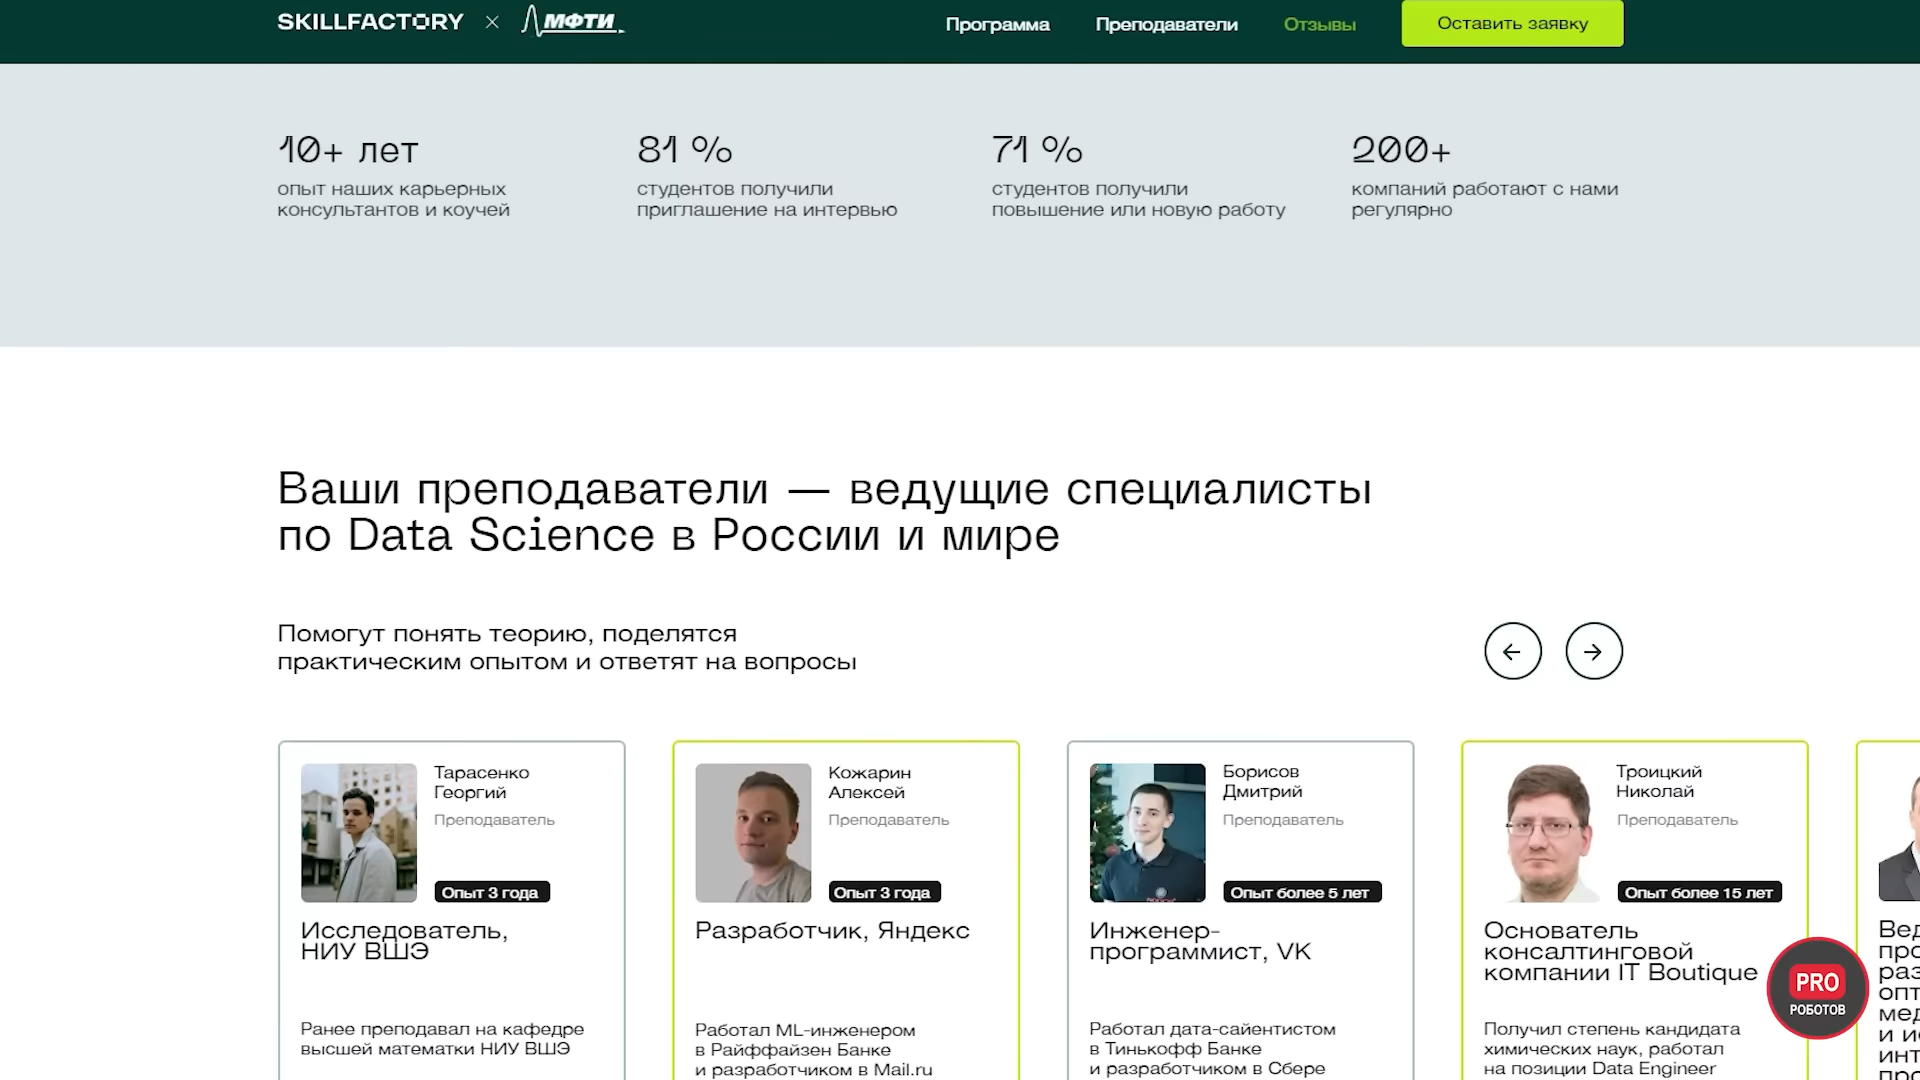 SKILLFACTORY × МФТИ
Программа
Преподаватели
Отзывы
Оставить заявку
10+ лет
опыт наших карьерных
консультантов и коучей
81 %
студентов получили
приглашение на интервью
71 %
студентов получили
повышение или новую работу
200+
компаний работают с нами
регулярно
Ваши преподаватели — ведущие специалисты
по Data Science в России и мире
Помогут понять теорию, поделятся
практическим опытом и ответят на вопросы
Тарасенко
Георгий
Преподаватель
Опыт 3 года
Исследователь,
НИУ ВШЭ
Ранее преподавал на кафедре
высшей математки НИУ ВШЭ
Кожарин
Алексей
Преподаватель
Опыт 3 года
Разработчик, Яндекс
Работал ML-инженером
в Райффайзен Банке
и разработчиком в Mail.ru
Борисов
Дмитрий
Преподаватель
Опыт более 5 лет
Инженер-
программист, VK
Работал дата-сайентистом
в Тинькофф Банке
и разработчиком в Сбере
Троицкий
Николай
Преподаватель
Опыт более 15 лет
Основатель
консалтинговой
компании IT Boutique
Получил степень кандидата
химических наук, работал
на позиции Data Engineer
PRO
РОБОТОВ